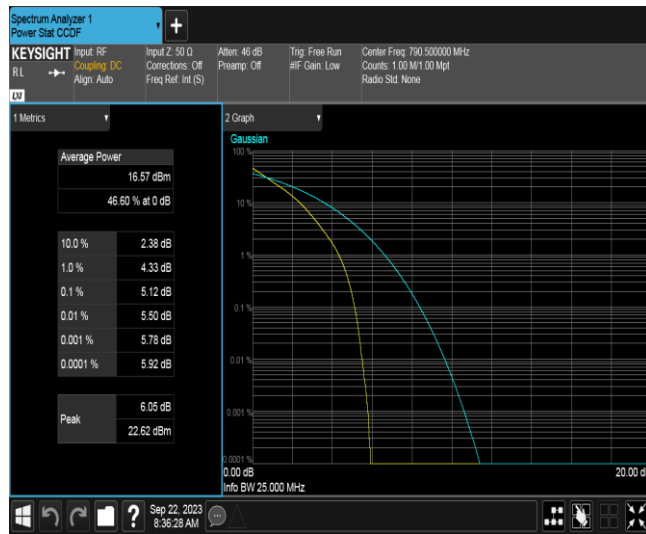 Spectrum Analyzer 1
Power Stat CCDF
+
KEYSIGHT
RL
LXI
Input: RF
Coupling: DC
Align: Auto
Input Z: 50 Ω
Corrections: Off
Freq Ref: Int (S)
Atten: 46 dB
Preamp: Off
Trig: Free Run
#IF Gain: Low
Center Freq: 790.500000 MHz
Counts: 1.00 M/1.00 Mpt
Radio Std: None
1 Metrics
Average Power
16.57 dBm
46.60 % at 0 dB
10.0 % 2.38 dB
1.0 % 4.33 dB
0.1 % 5.12 dB
0.01 % 5.50 dB
0.001 % 5.78 dB
0.0001 % 5.92 dB
Peak
6.05 dB
22.62 dBm
2 Graph
Gaussian
100 %
10 %
1 %
0.1 %
0.01 %
0.001 %
0.0001 %
0.00 dB 20.00 d
Info BW 25.000 MHz
?
Sep 22, 2023
8:36:28 AM